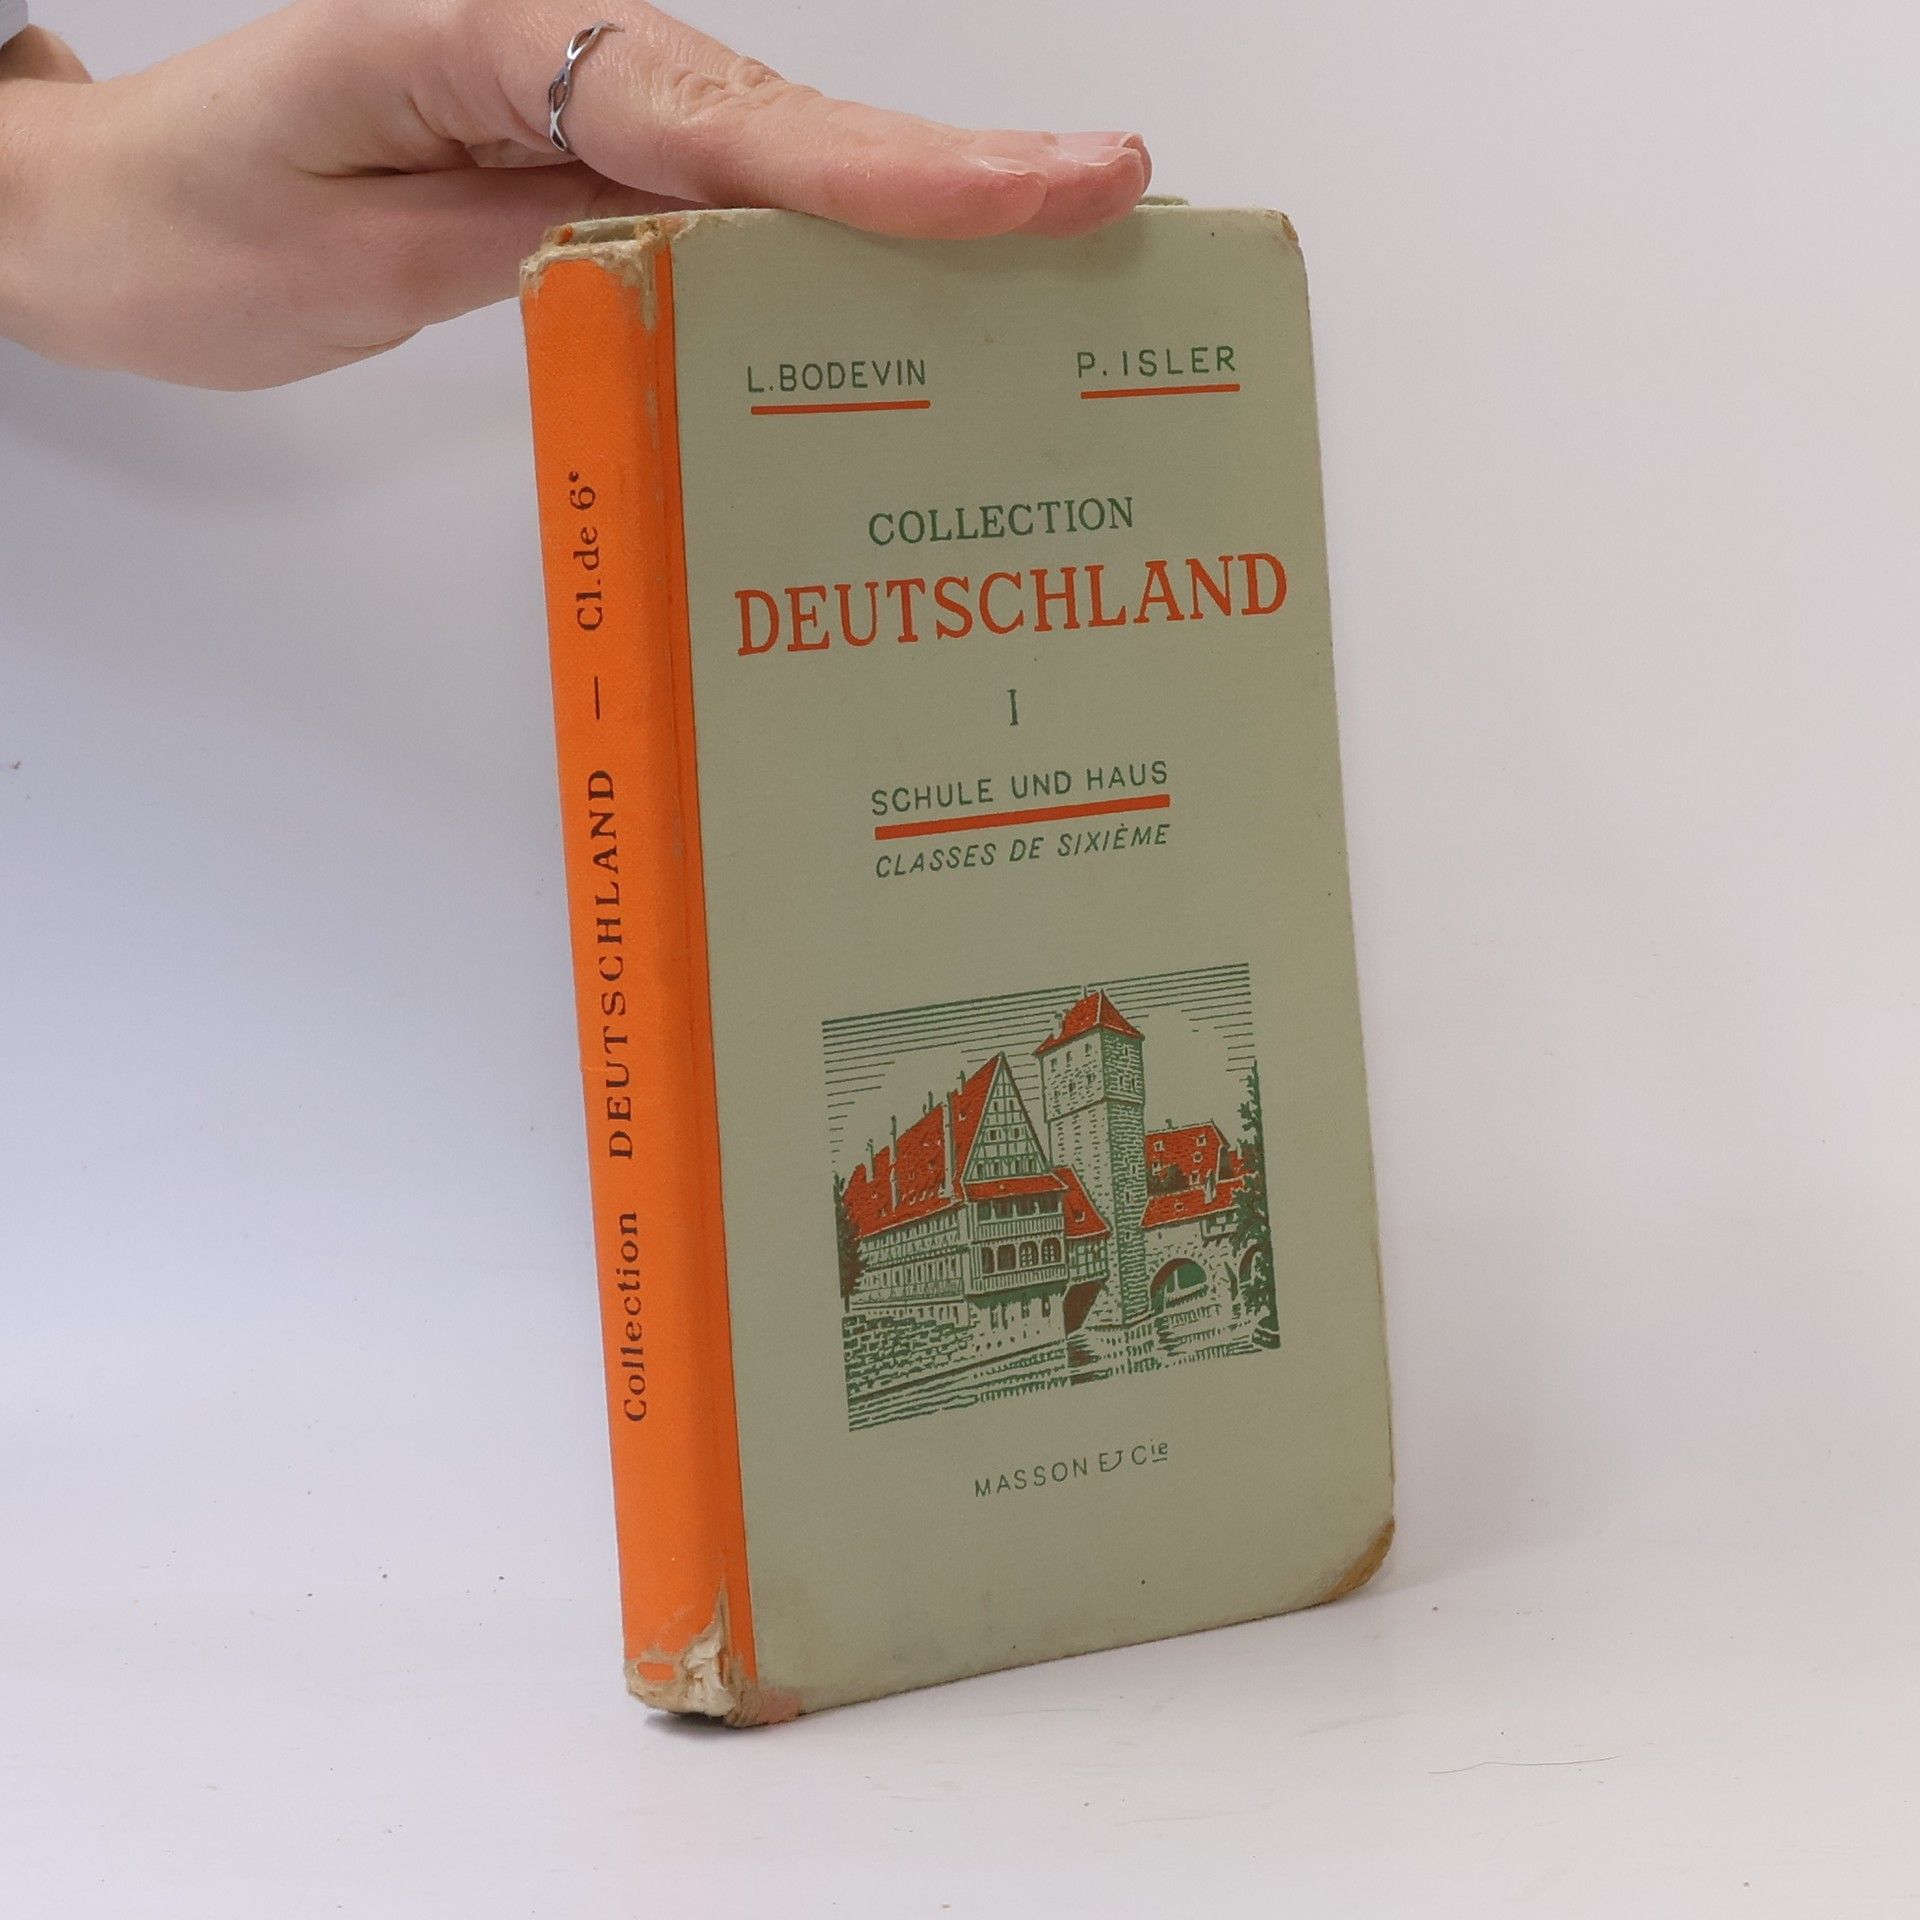 Collection DEUTSCHLAND — Cl. de 6e
L. BODEVIN P. ISLER
COLLECTION
DEUTSCHLAND
I
SCHULE UND HAUS
CLASSES DE SIXIÈME
MASSON ET Cie